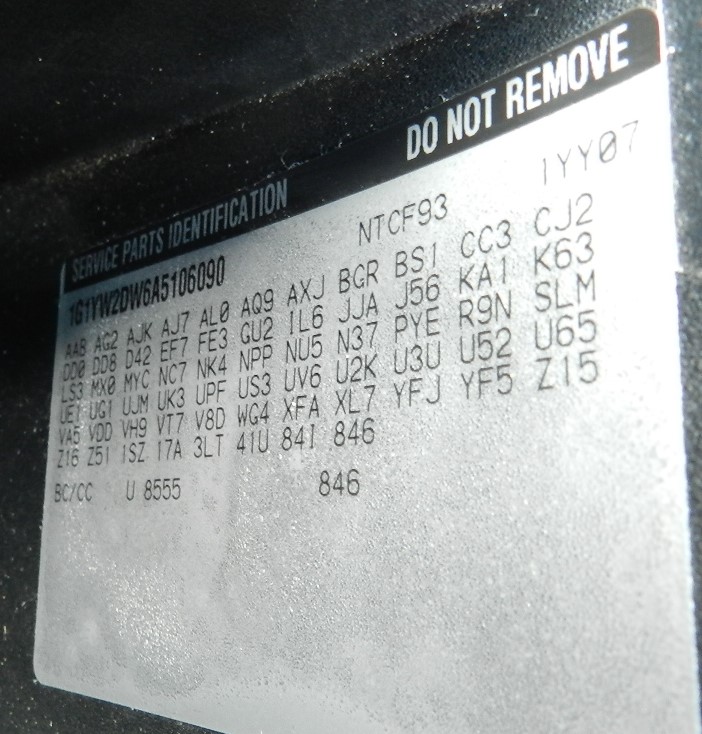 DO NOT REMOVE
SERVICE PARTS IDENTIFICATION
1G1YW2DW6A5106090 NTCF93 1YY07
AAB AG2 AJK AJ7 AL0 AQ9 AXJ BGR BS1 CC3 CJ2
DD0 DD8 D42 EF7 FE3 GU2 IL6 JJA J56 KA1 K63
LS3 MX0 MYC NC7 NK4 NPP NU5 N37 PYE R9N SLM
UE1 UG1 UJM UK3 UPF US3 UV6 U2K U3U U52 U65
VA5 VDD VH9 VT7 V8D WG4 XFA XL7 YFJ YF5 Z15
Z16 Z51 1SZ 17A 3LT 41U 84I 846
BC/CC U 8555 846